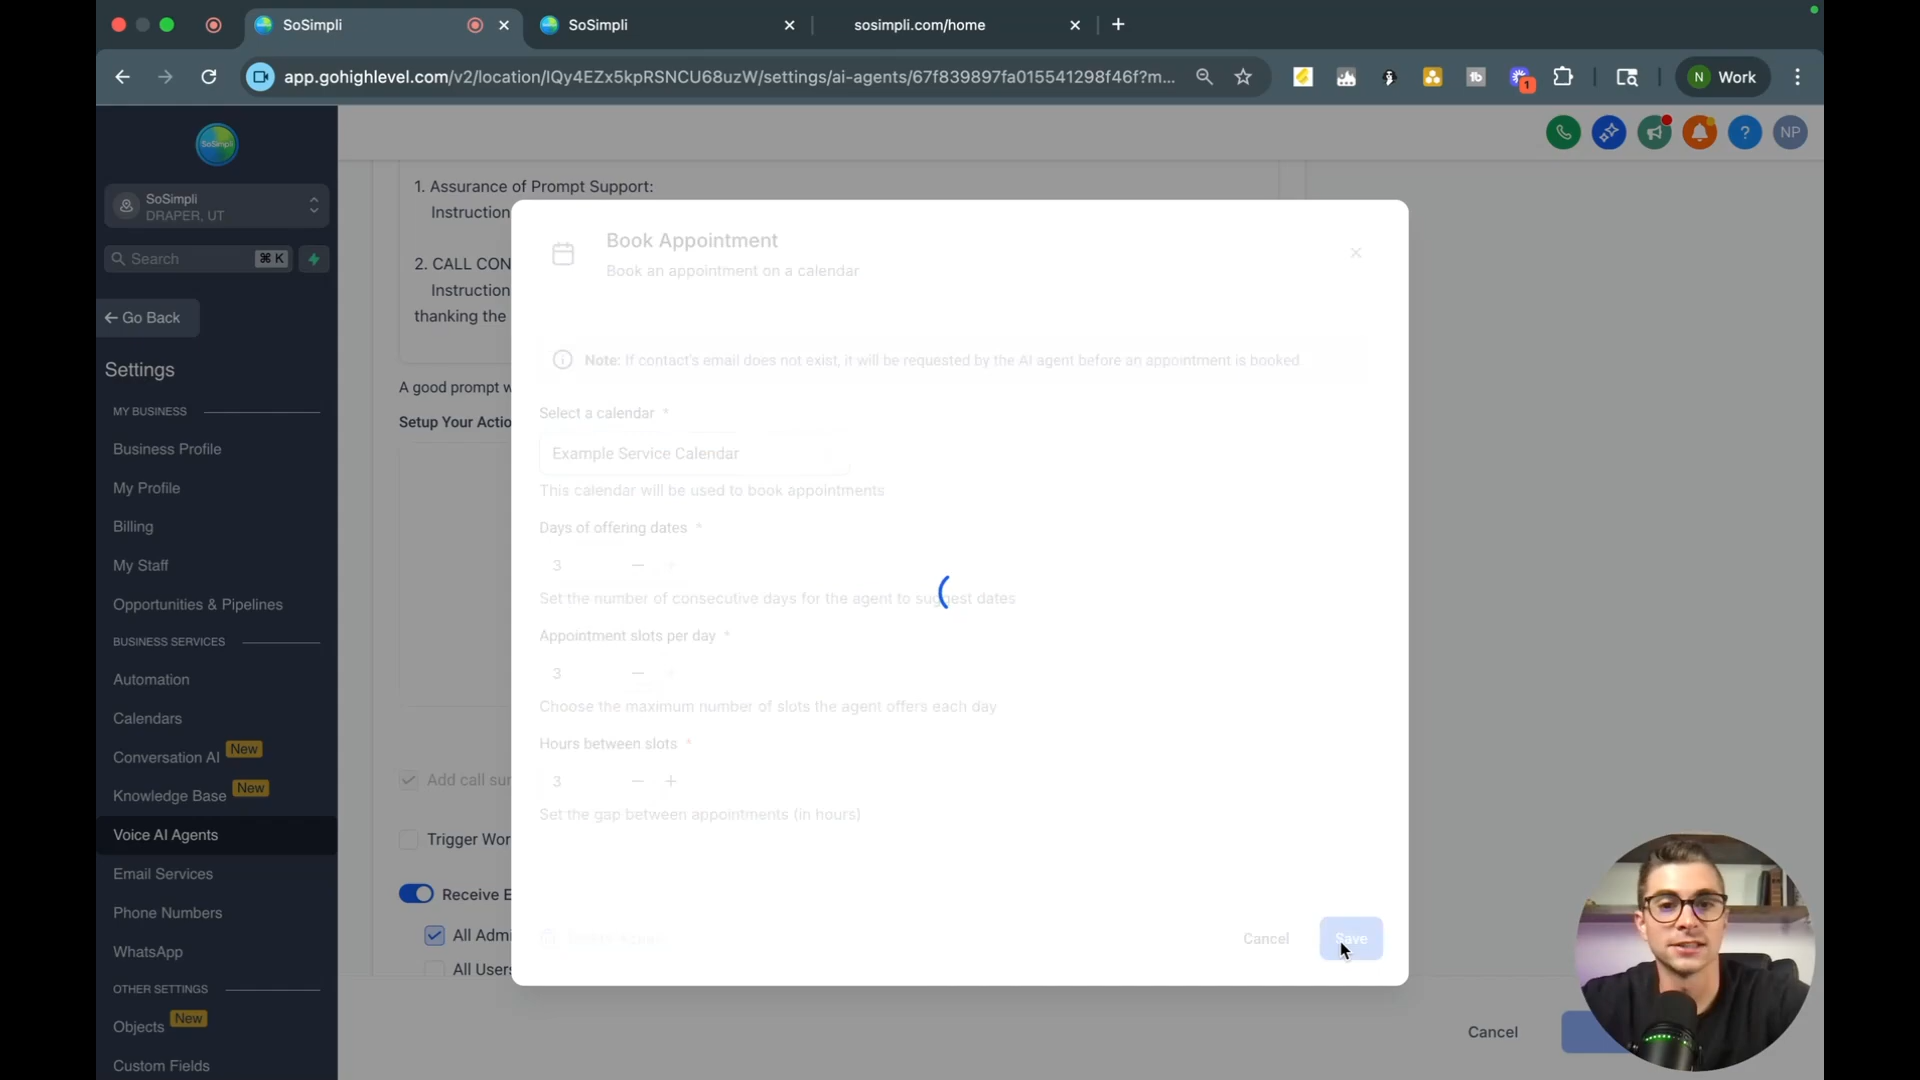 SoSimpli
SoSimpli
sosimpli.com/home
app.gohighlevel.com/v2/location/lQy4EZx5kpRSNCU68uzW/settings/ai-agents/67f839897fa015541298f46f?m...
1
N Work
SoSimpli
SoSimpli
DRAPER, UT
Search ⌘ K
Go Back
Settings
MY BUSINESS
Business Profile
My Profile
Billing
My Staff
Opportunities & Pipelines
BUSINESS SERVICES
Automation
Calendars
Conversation AI New
Knowledge Base New
Voice AI Agents
Email Services
Phone Numbers
WhatsApp
OTHER SETTINGS
Objects New
Custom Fields
? NP
1. Assurance of Prompt Support:
Instruction
2. CALL CON
Instruction
thanking the
A good prompt w
Setup Your Actio
Add call sur
Trigger Wor
Receive E
All Admi
All Users
Book Appointment
Book an appointment on a calendar
Note: If contact's email does not exist, it will be requested by the AI agent before an appointment is booked
Select a calendar *
Example Service Calendar
This calendar will be used to book appointments
Days of offering dates *
3
Set the number of consecutive days for the agent to suggest dates
Appointment slots per day *
3
Choose the maximum number of slots the agent offers each day
Hours between slots *
3
Set the gap between appointments (in hours)
Cancel Save
Cancel